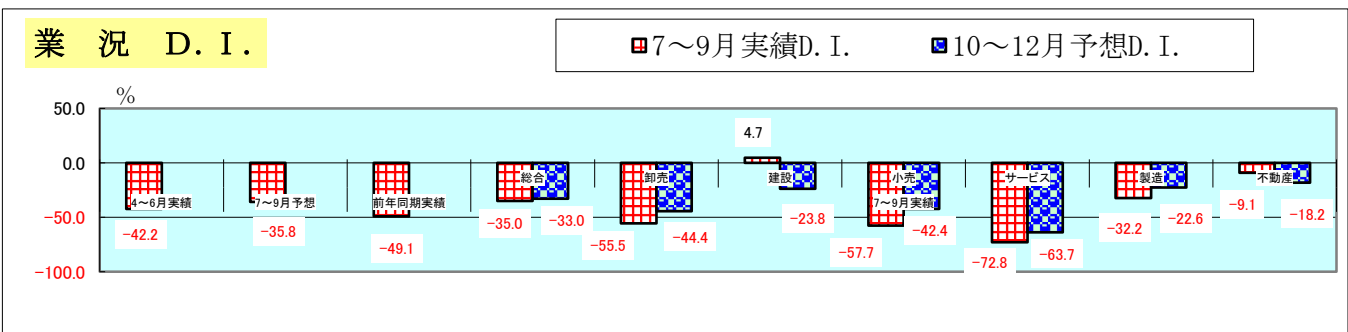 業 況 D.I.
7～9月実績D.I.
10～12月予想D.I.
%
50.0
0.0
-50.0
-100.0
4～6月実績
7～9月予想
前年同期実績
総合
卸売
建設
小売
7～9月実績
サービス
製造
不動産
-42.2
-35.8
-49.1
-35.0
-33.0
-55.5
-44.4
4.7
-23.8
-57.7
-42.4
-72.8
-63.7
-32.2
-22.6
-9.1
-18.2